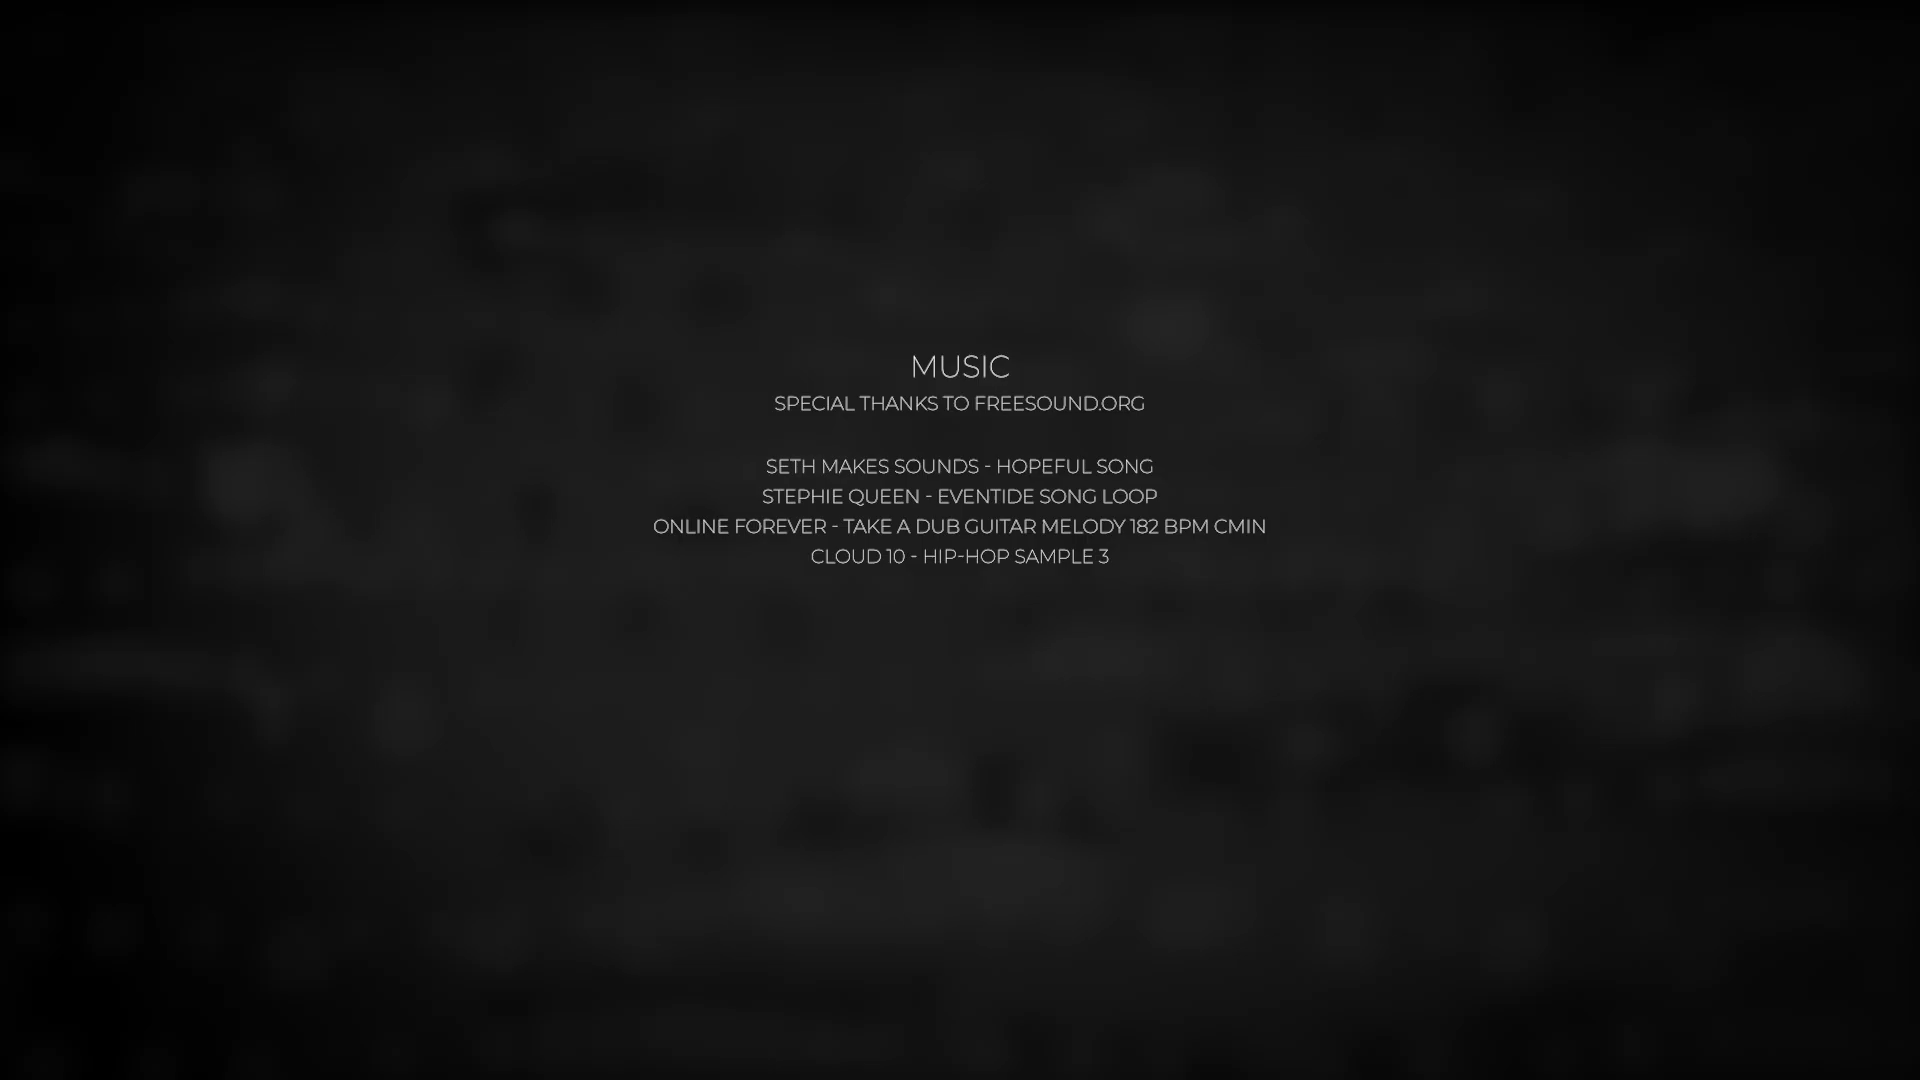 MUSIC
SPECIAL THANKS TO FREESOUND.ORG
SETH MAKES SOUNDS - HOPEFUL SONG
STEPHIE QUEEN - EVENTIDE SONG LOOP
ONLINE FOREVER - TAKE A DUB GUITAR MELODY 182 BPM CMIN
CLOUD 10 - HIP-HOP SAMPLE 3